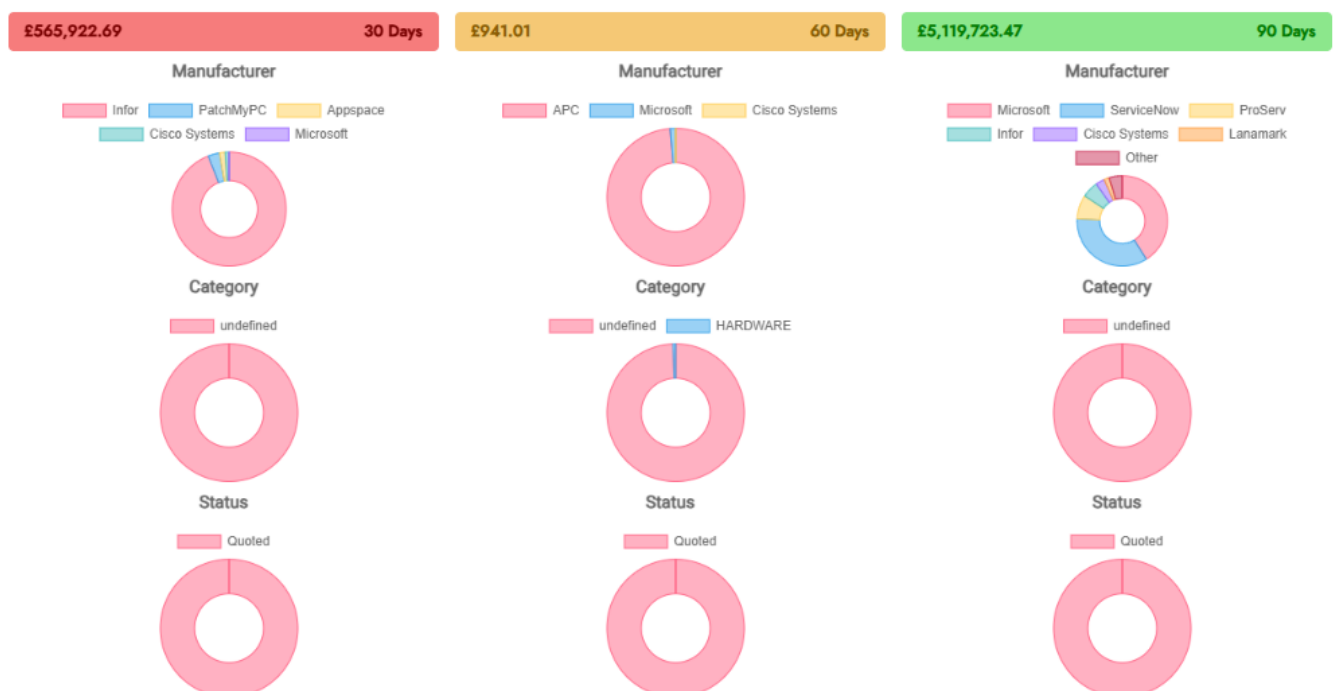 £565,922.69 30 Days
Manufacturer
Infor PatchMyPC Appspace
Cisco Systems Microsoft
Category
undefined
Status
Quoted
£941.01 60 Days
Manufacturer
APC Microsoft Cisco Systems
Category
undefined HARDWARE
Status
Quoted
£5,119,723.47 90 Days
Manufacturer
Microsoft ServiceNow ProServ
Infor Cisco Systems Lanamark
Other
Category
undefined
Status
Quoted